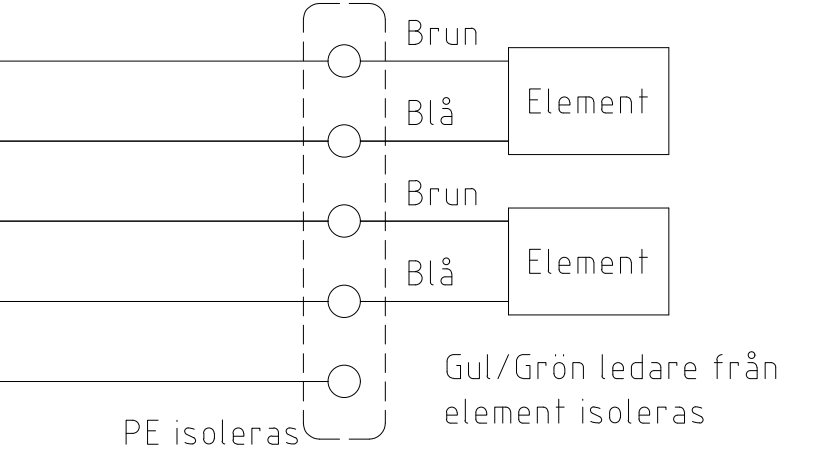 Brun
Element
Blå
Brun
Element
Blå
Gul/Grön ledare från
element isoleras
PE isoleras